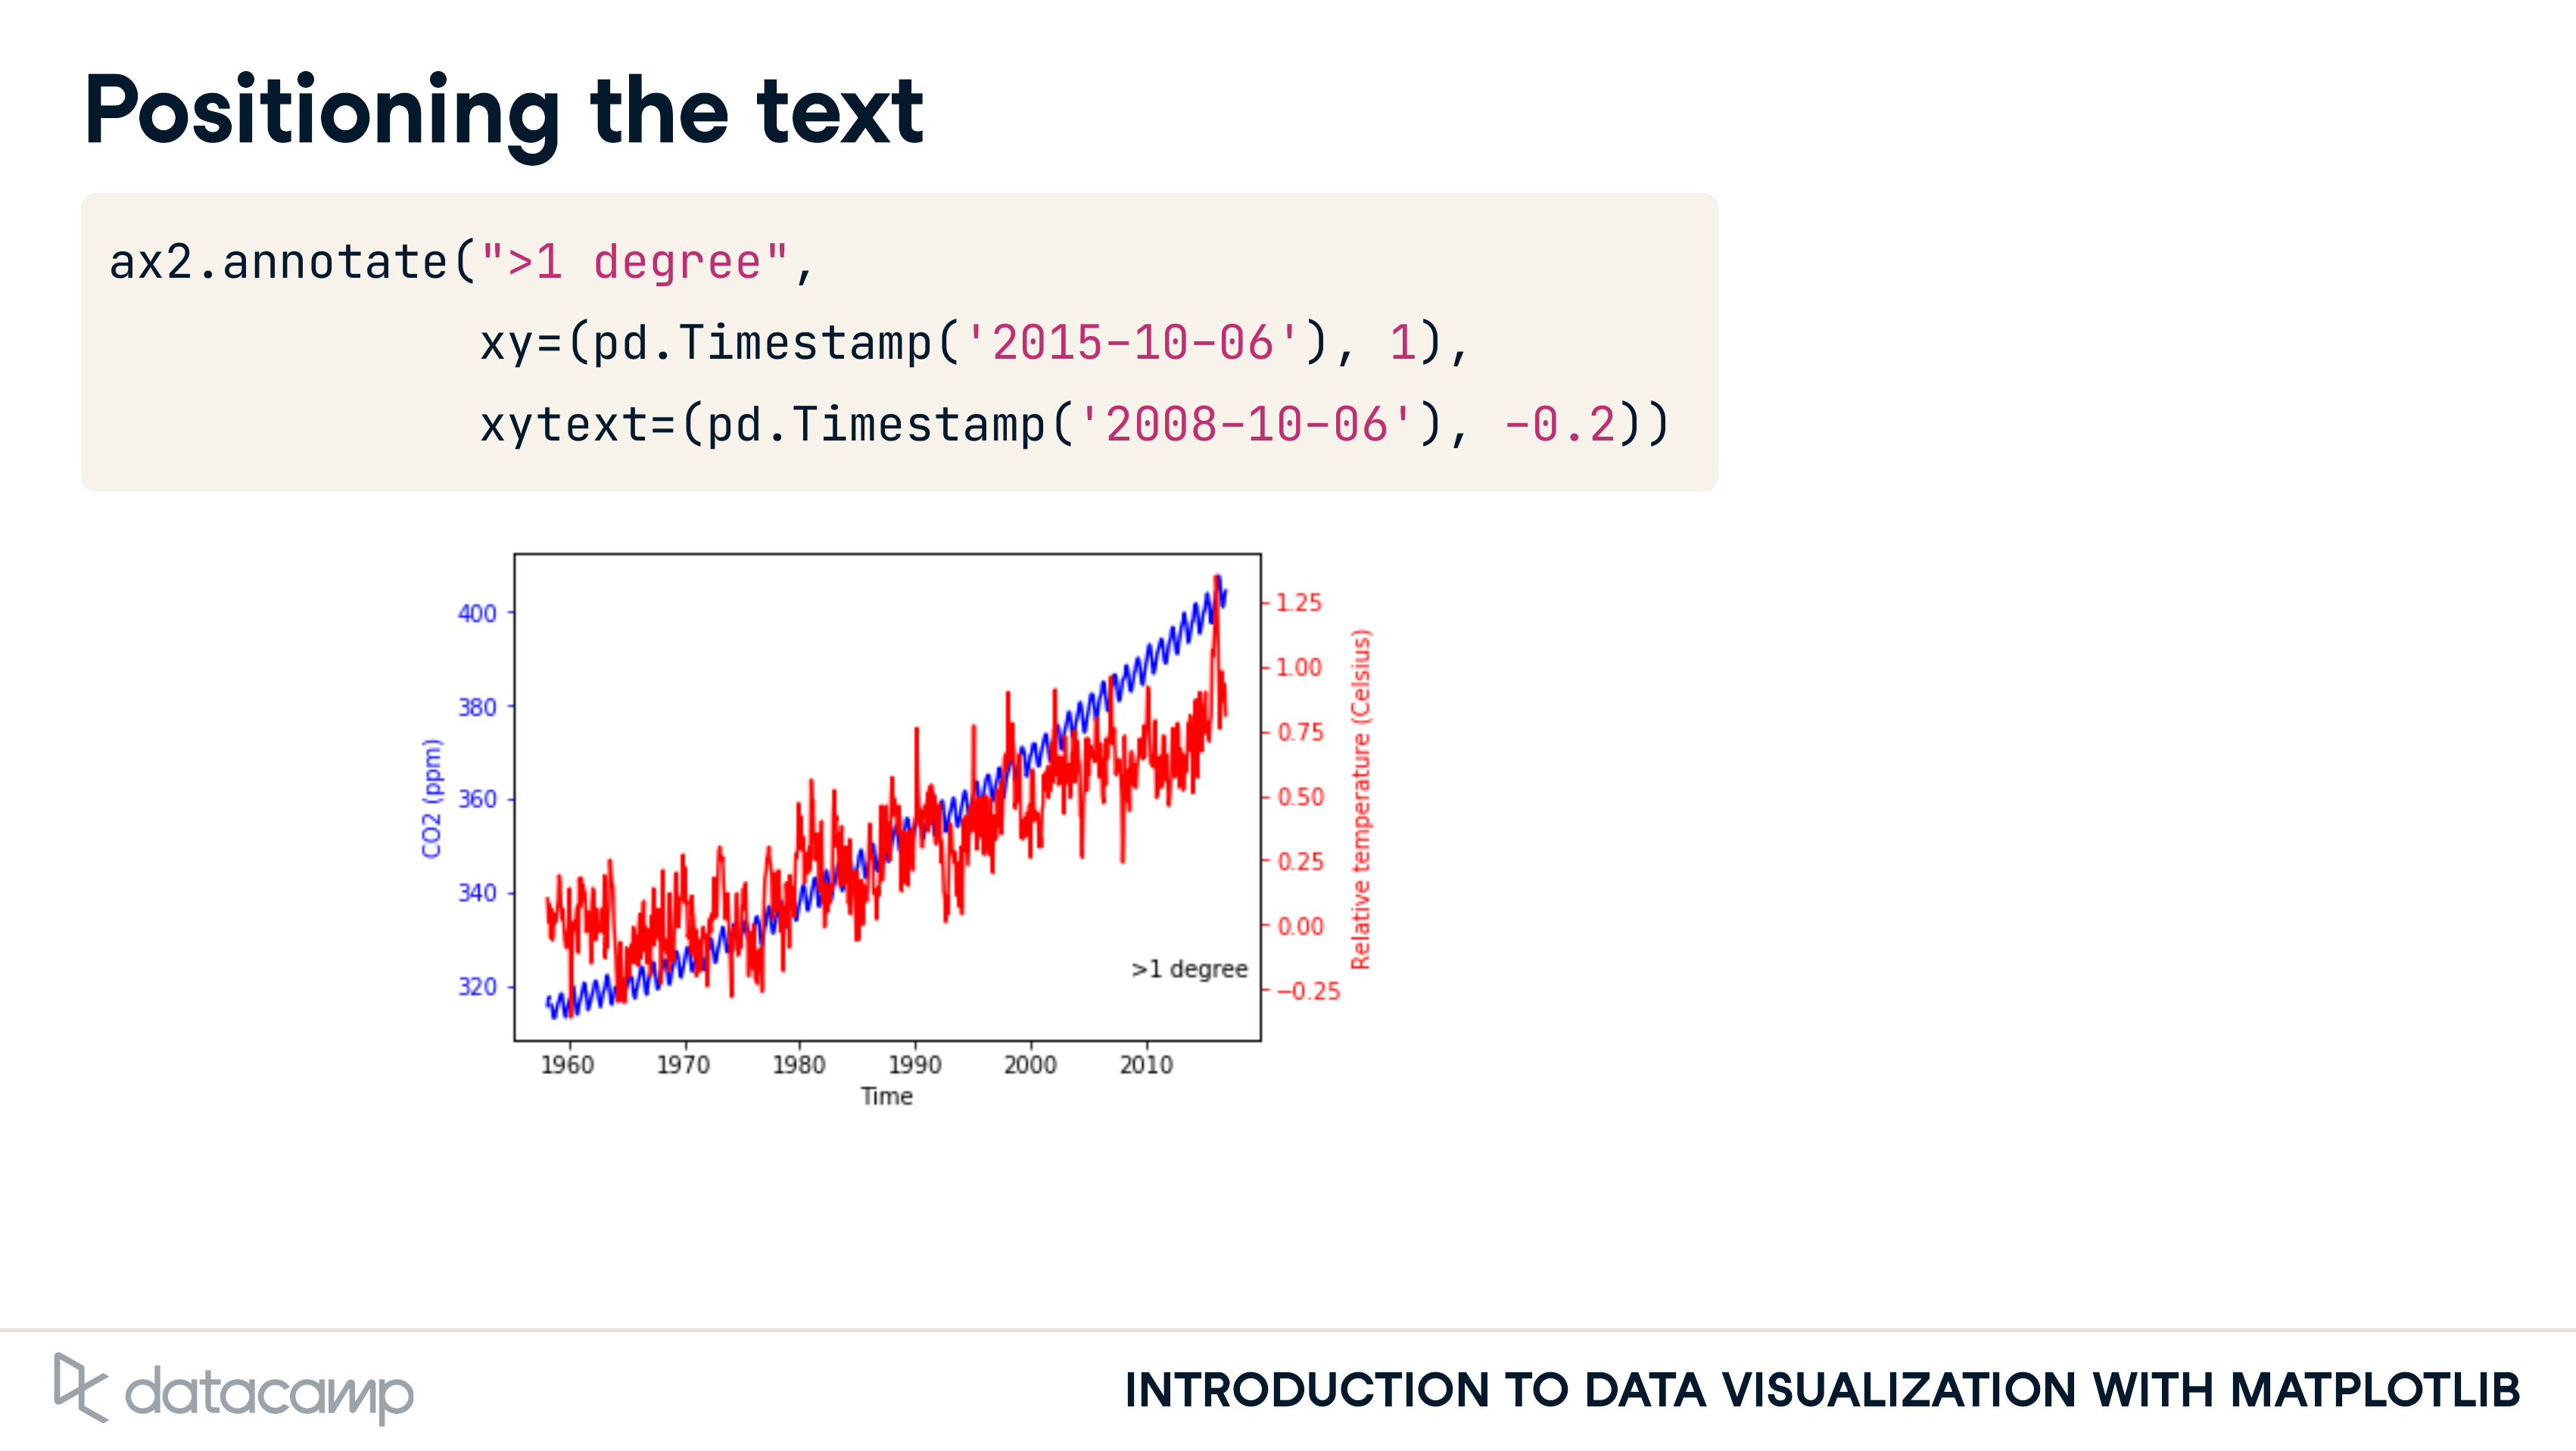 Positioning the text
ax2.annotate(">1 degree",
xy=(pd.Timestamp('2015-10-06'), 1),
xytext=(pd.Timestamp('2008-10-06'), -0.2))
400
380
360
340
320
CO2 (ppm)
1.25
1.00
0.75
0.50
0.25
0.00
−0.25
Relative temperature (Celsius)
>1 degree
1960 1970 1980 1990 2000 2010
Time
datacamp
INTRODUCTION TO DATA VISUALIZATION WITH MATPLOTLIB